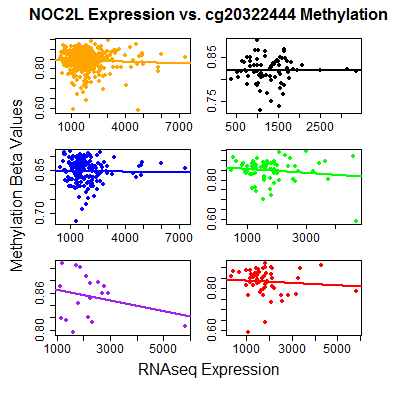 NOC2L Expression vs. cg20322444 Methylation
Methylation Beta Values
0.60 0.80
1000 4000 7000
0.75 0.85
500 1500 2500
0.70 0.85
1000 4000 7000
0.60 0.80
1000 3000
0.80 0.86
1000 3000 5000
0.60 0.80
1000 3000 5000
RNAseq Expression